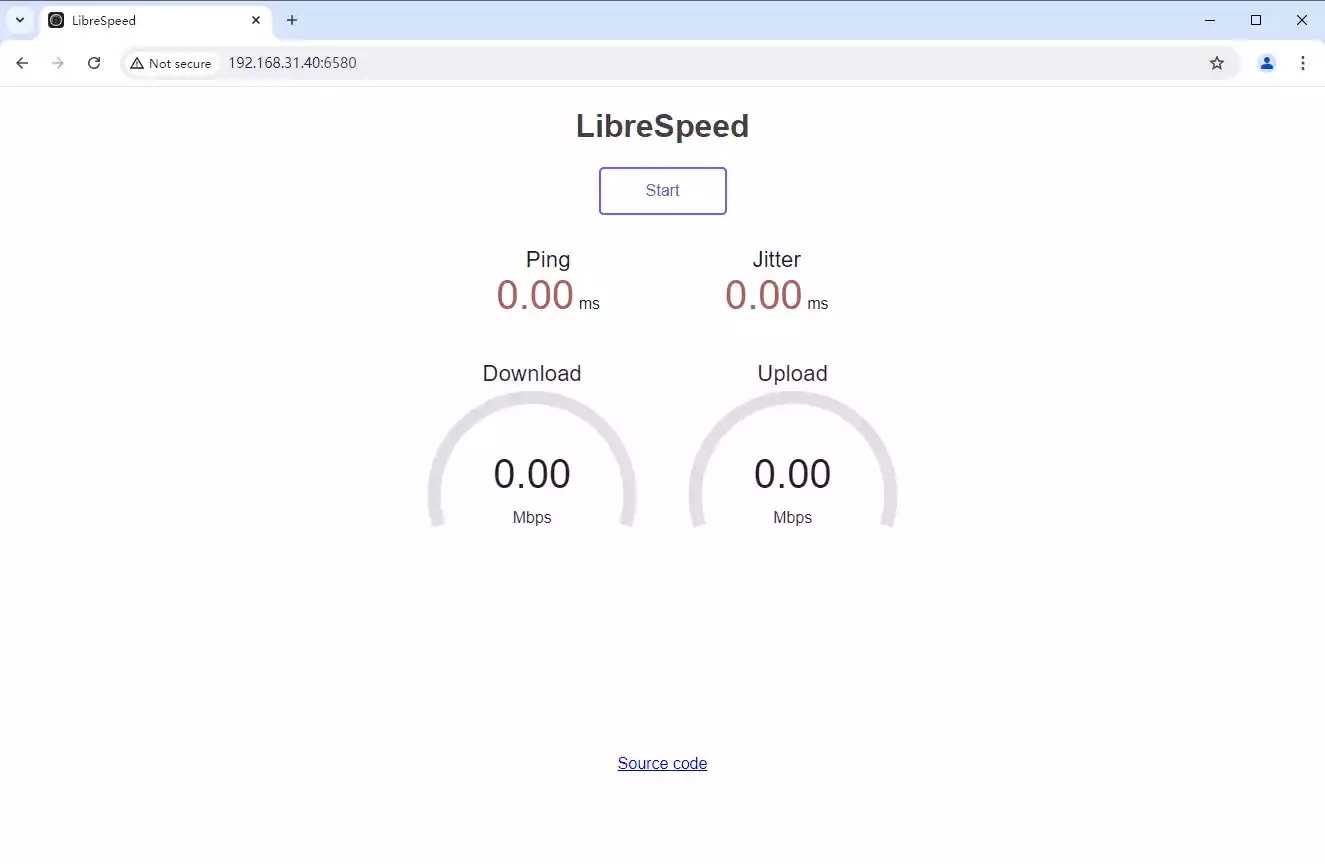 LibreSpeed
Not secure 192.168.31.40:6580
LibreSpeed
Start
Ping Jitter
0.00 ms 0.00 ms
Download Upload
0.00 0.00
Mbps Mbps
Source code